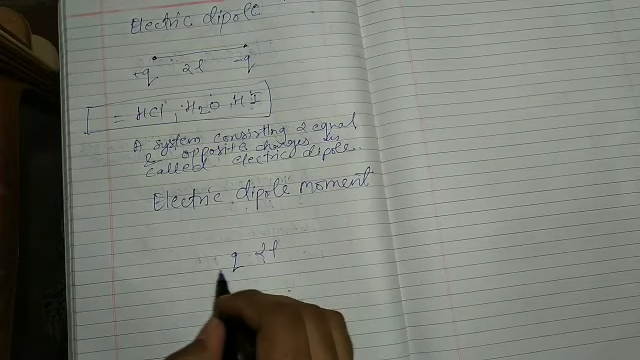 Electric dipole
+q 2l -q
= HCl, H2O, HI
A system consisting 2 equal
& opposite charges is
called electric dipole.
Electric dipole moment
q 2l